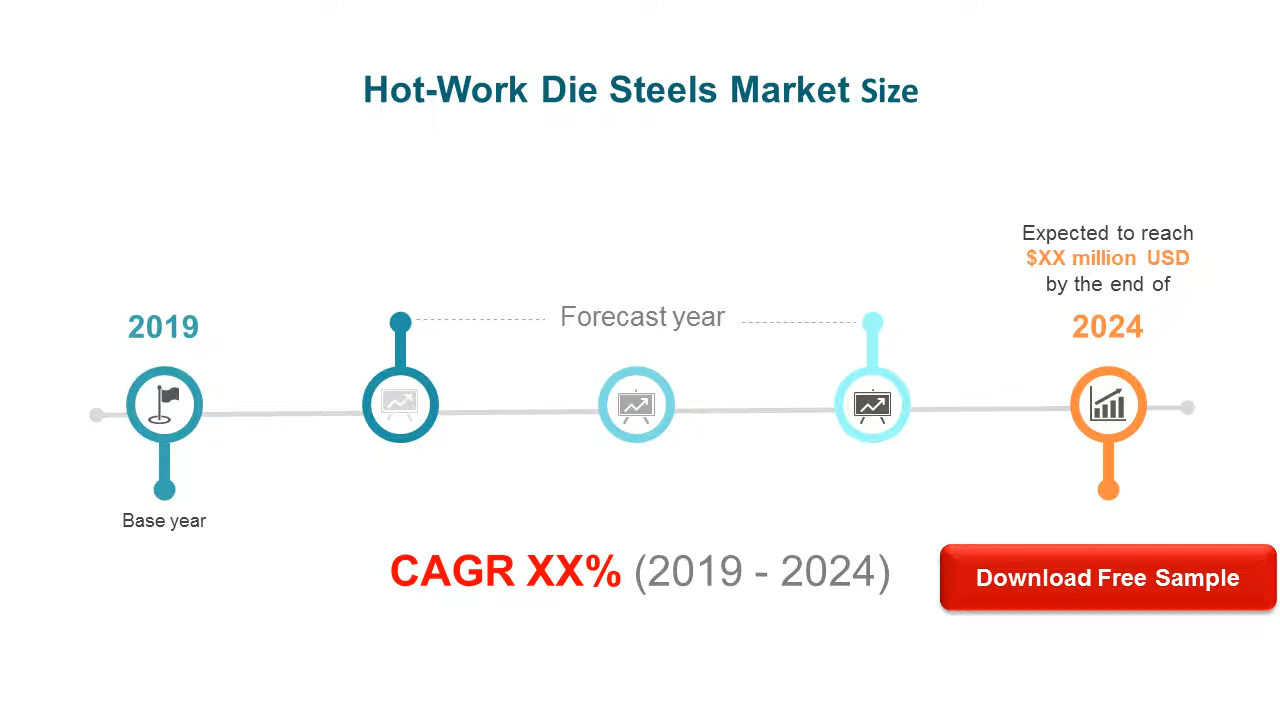 Hot-Work Die Steels Market Size
Expected to reach
$XX million USD
by the end of
2024
2019
Forecast year
Base year
CAGR XX% (2019 - 2024)
Download Free Sample